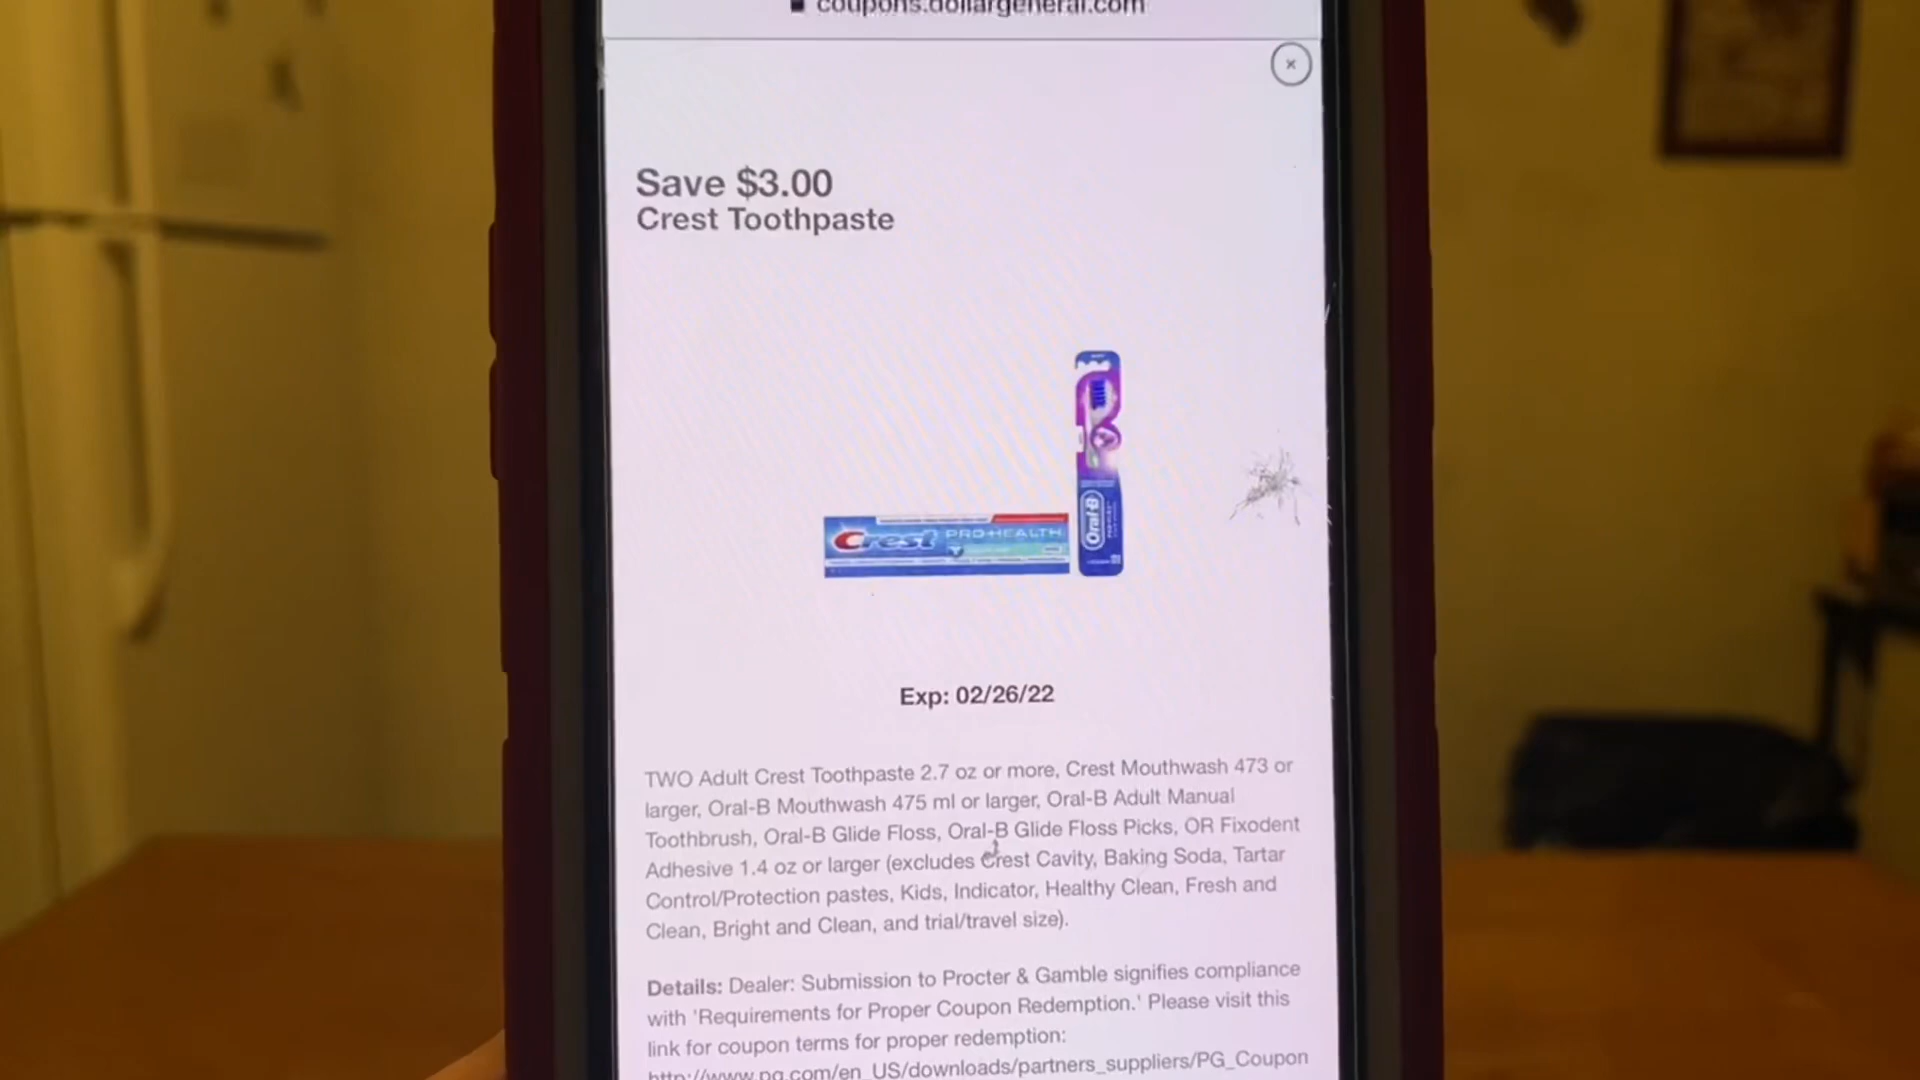 coupons.dollargeneral.com
Save $3.00
Crest Toothpaste
Oral-B
Crest PRO-HEALTH
Exp: 02/26/22
TWO Adult Crest Toothpaste 2.7 oz or more, Crest Mouthwash 473 or
larger, Oral-B Mouthwash 475 ml or larger, Oral-B Adult Manual
Toothbrush, Oral-B Glide Floss, Oral-B Glide Floss Picks, OR Fixodent
Adhesive 1.4 oz or larger (excludes Crest Cavity, Baking Soda, Tartar
Control/Protection pastes, Kids, Indicator, Healthy Clean, Fresh and
Clean, Bright and Clean, and trial/travel size).
Details: Dealer: Submission to Procter & Gamble signifies compliance
with 'Requirements for Proper Coupon Redemption.' Please visit this
link for coupon terms for proper redemption:
http://www.pg.com/en_US/downloads/partners_suppliers/PG_Coupon